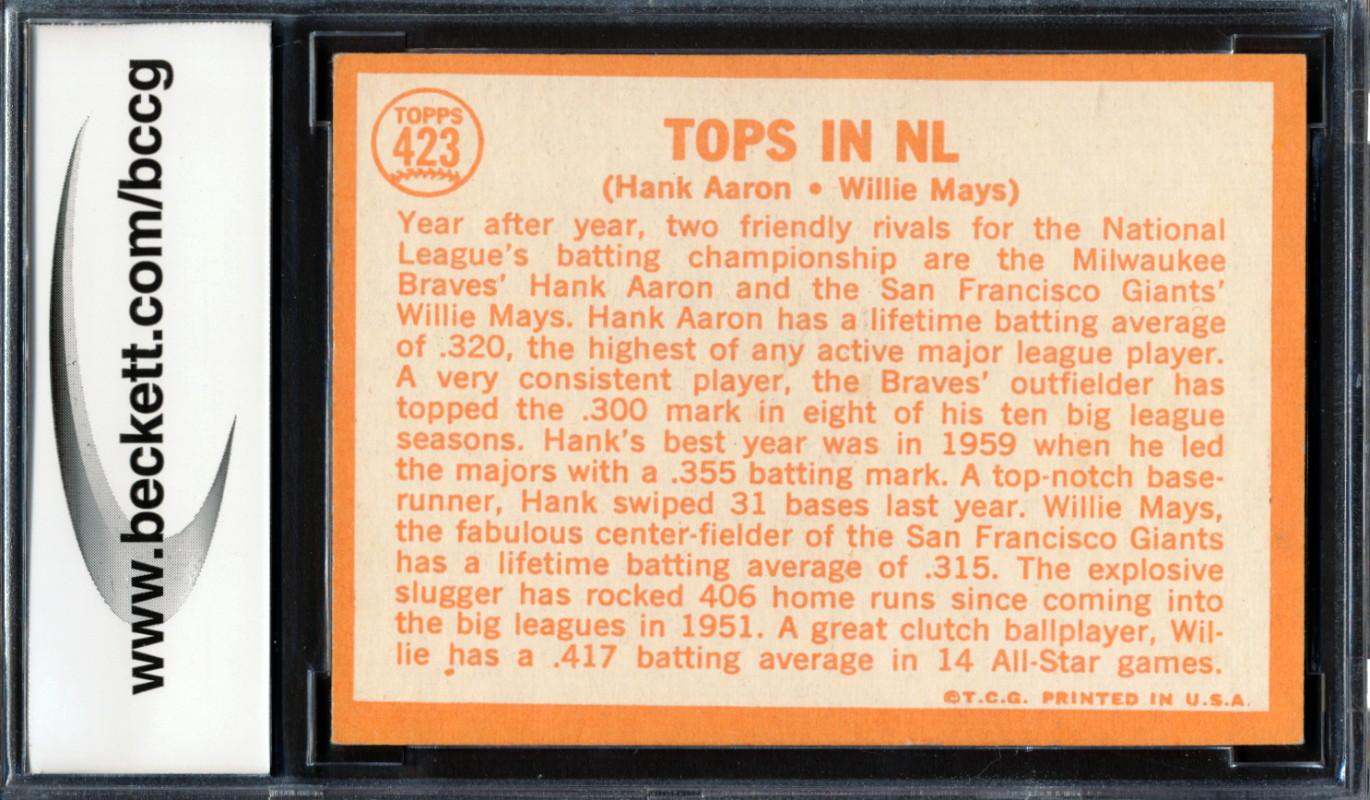 www.beckett.com/bccg
TOPPS
423
TOPS IN NL
(Hank Aaron • Willie Mays)
Year after year, two friendly rivals for the National
League's batting championship are the Milwaukee
Braves' Hank Aaron and the San Francisco Giants'
Willie Mays. Hank Aaron has a lifetime batting average
of .320, the highest of any active major league player.
A very consistent player, the Braves' outfielder has
topped the .300 mark in eight of his ten big league
seasons. Hank's best year was in 1959 when he led
the majors with a .355 batting mark. A top-notch base-
runner, Hank swiped 31 bases last year. Willie Mays,
the fabulous center-fielder of the San Francisco Giants
has a lifetime batting average of .315. The explosive
slugger has rocked 406 home runs since coming into
the big leagues in 1951. A great clutch ballplayer, Wil-
lie has a .417 batting average in 14 All-Star games.
©T.C.G. PRINTED IN U.S.A.